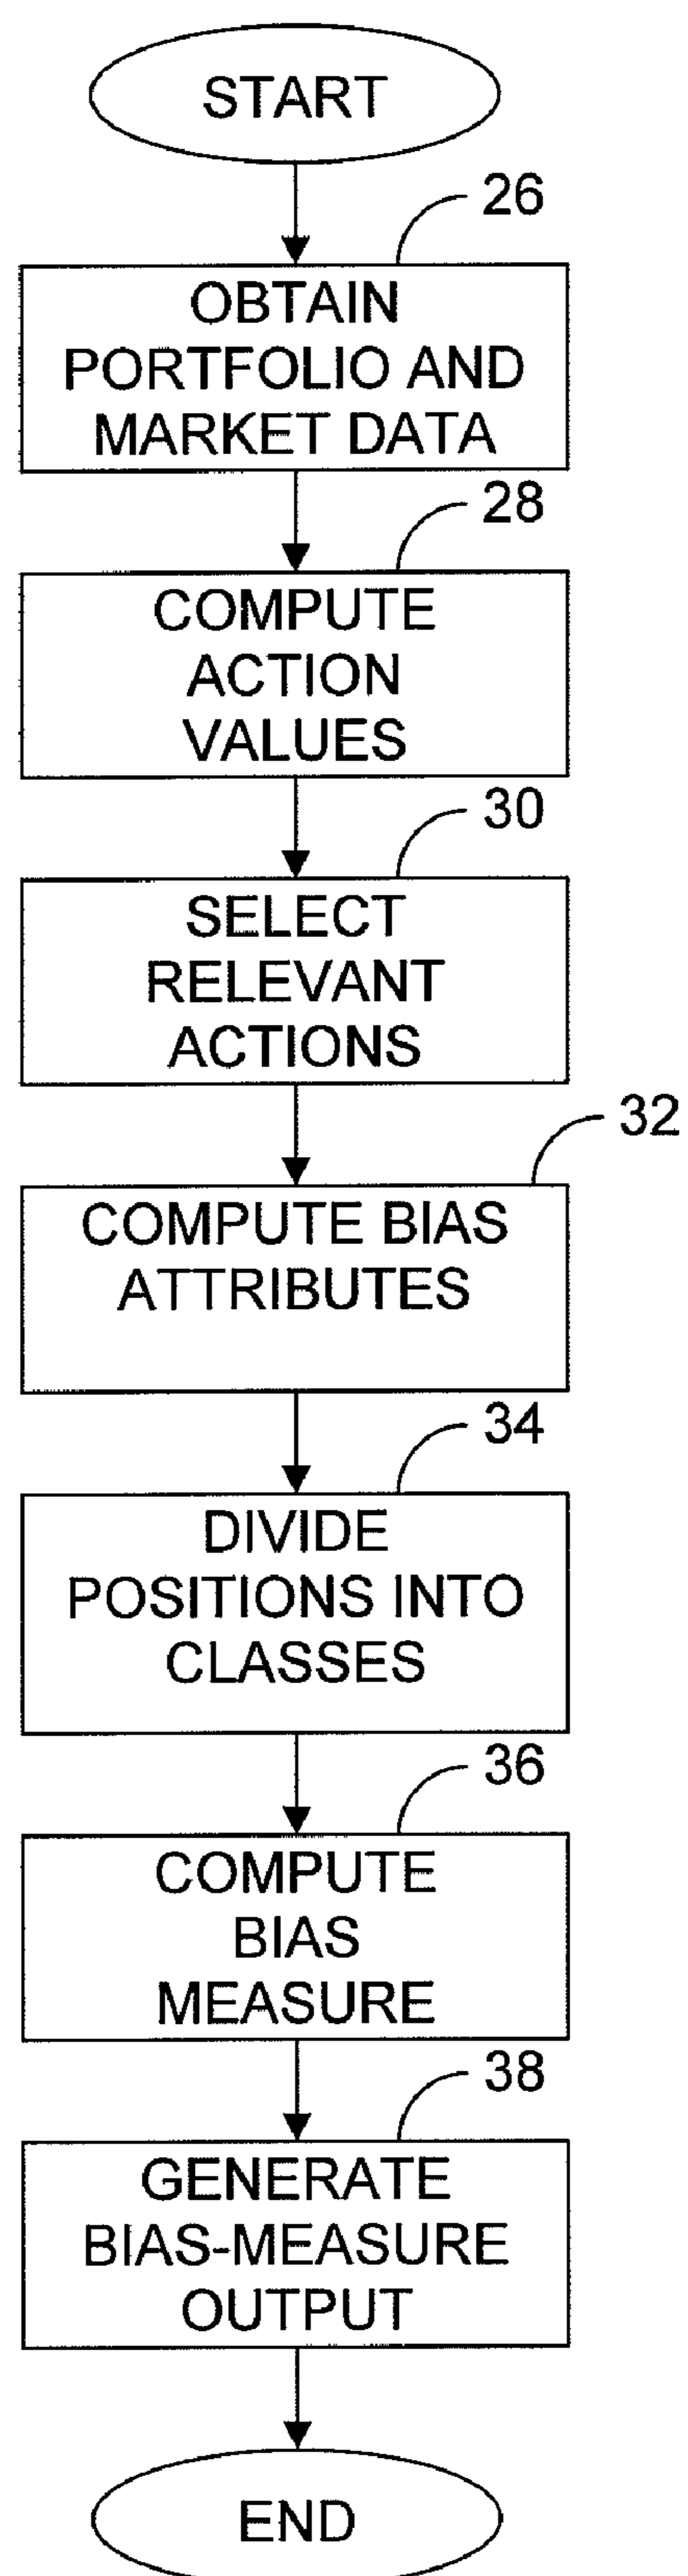 START
26
OBTAIN
PORTFOLIO AND
MARKET DATA
28
COMPUTE
ACTION
VALUES
30
SELECT
RELEVANT
ACTIONS
32
COMPUTE BIAS
ATTRIBUTES
34
DIVIDE
POSITIONS INTO
CLASSES
36
COMPUTE
BIAS
MEASURE
38
GENERATE
BIAS-MEASURE
OUTPUT
END